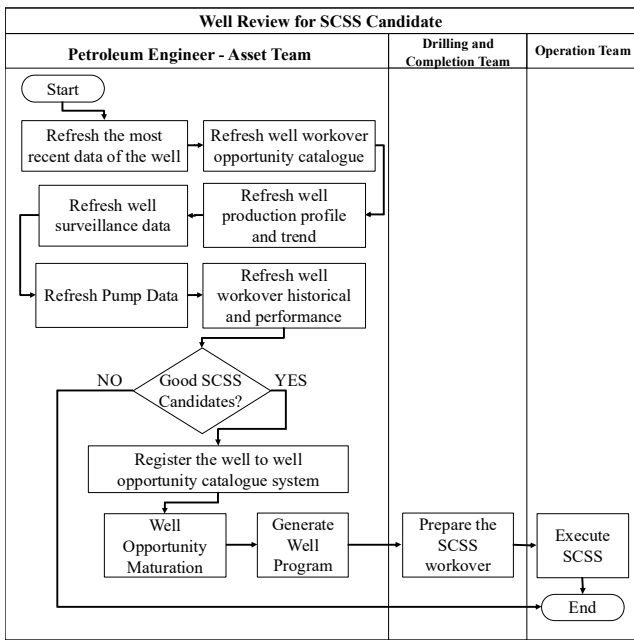 Well Review for SCSS Candidate
Petroleum Engineer - Asset Team
Drilling and
Completion Team
Operation Team
Start
Refresh the most
recent data of the well
Refresh well workover
opportunity catalogue
Refresh well
surveillance data
Refresh well
production profile
and trend
Refresh Pump Data
Refresh well
workover historical
and performance
NO
Good SCSS
Candidates?
YES
Register the well to well
opportunity catalogue system
Well
Opportunity
Maturation
Generate
Well
Program
Prepare the
SCSS
workover
Execute
SCSS
End